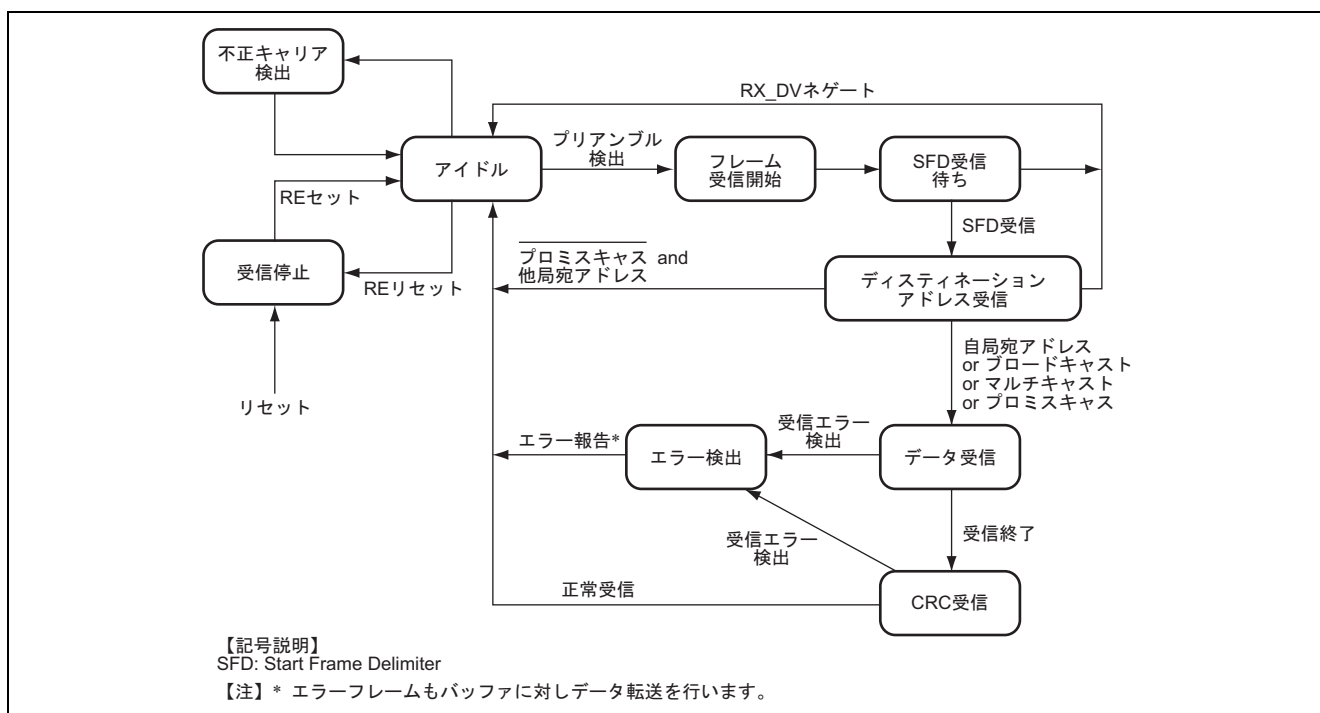 不正キャリア
検出
RX_DVネゲート
アイドル
プリアンブル
検出
フレーム
受信開始
SFD受信
待ち
REセット
SFD受信
受信停止
REリセット
プロミスキャス and
他局宛アドレス
ディスティネーション
アドレス受信
自局宛アドレス
or ブロードキャスト
or マルチキャスト
or プロミスキャス
リセット
エラー報告*
エラー検出
受信エラー
検出
データ受信
受信エラー
検出
受信終了
正常受信
CRC受信
【記号説明】
SFD: Start Frame Delimiter
【注】* エラーフレームもバッファに対しデータ転送を行います。